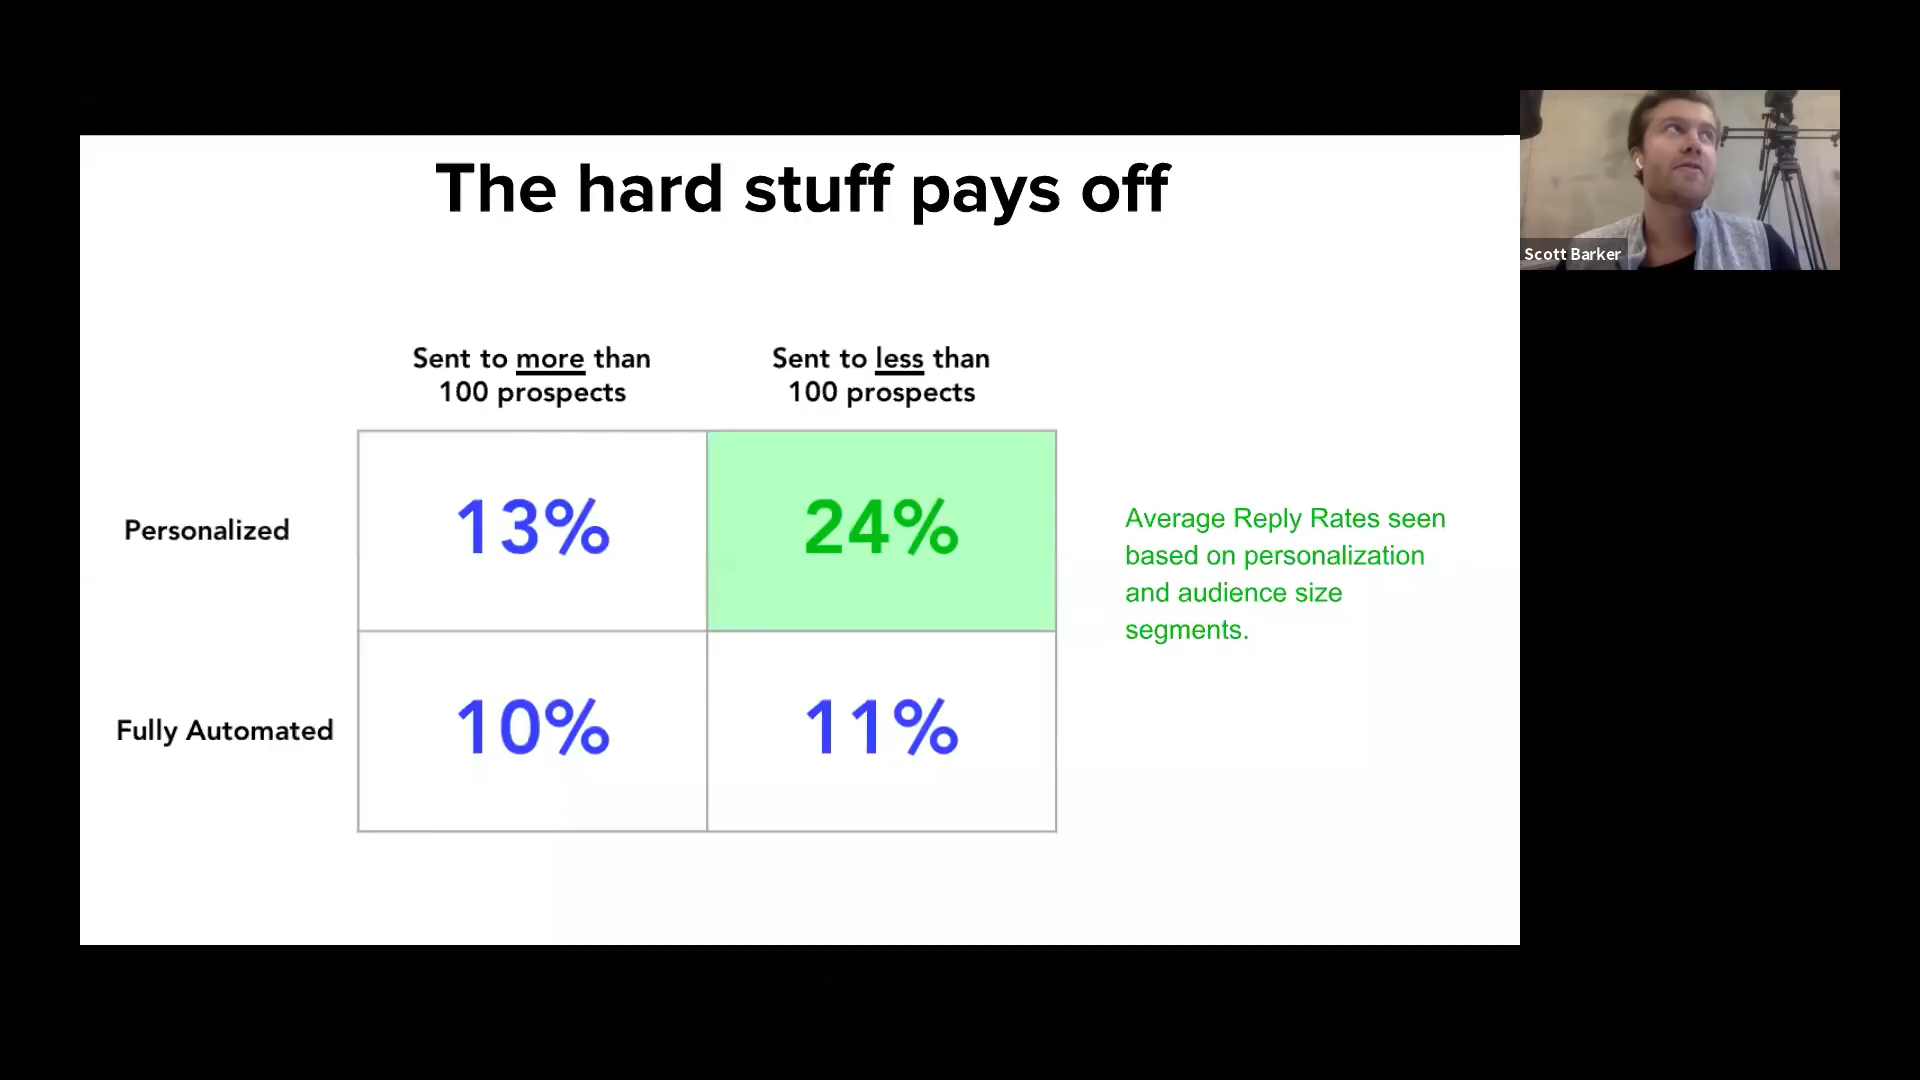 The hard stuff pays off
Scott Barker
Sent to more than
100 prospects
Sent to less than
100 prospects
Personalized
13%
24%
Average Reply Rates seen
based on personalization
and audience size
segments.
Fully Automated
10%
11%